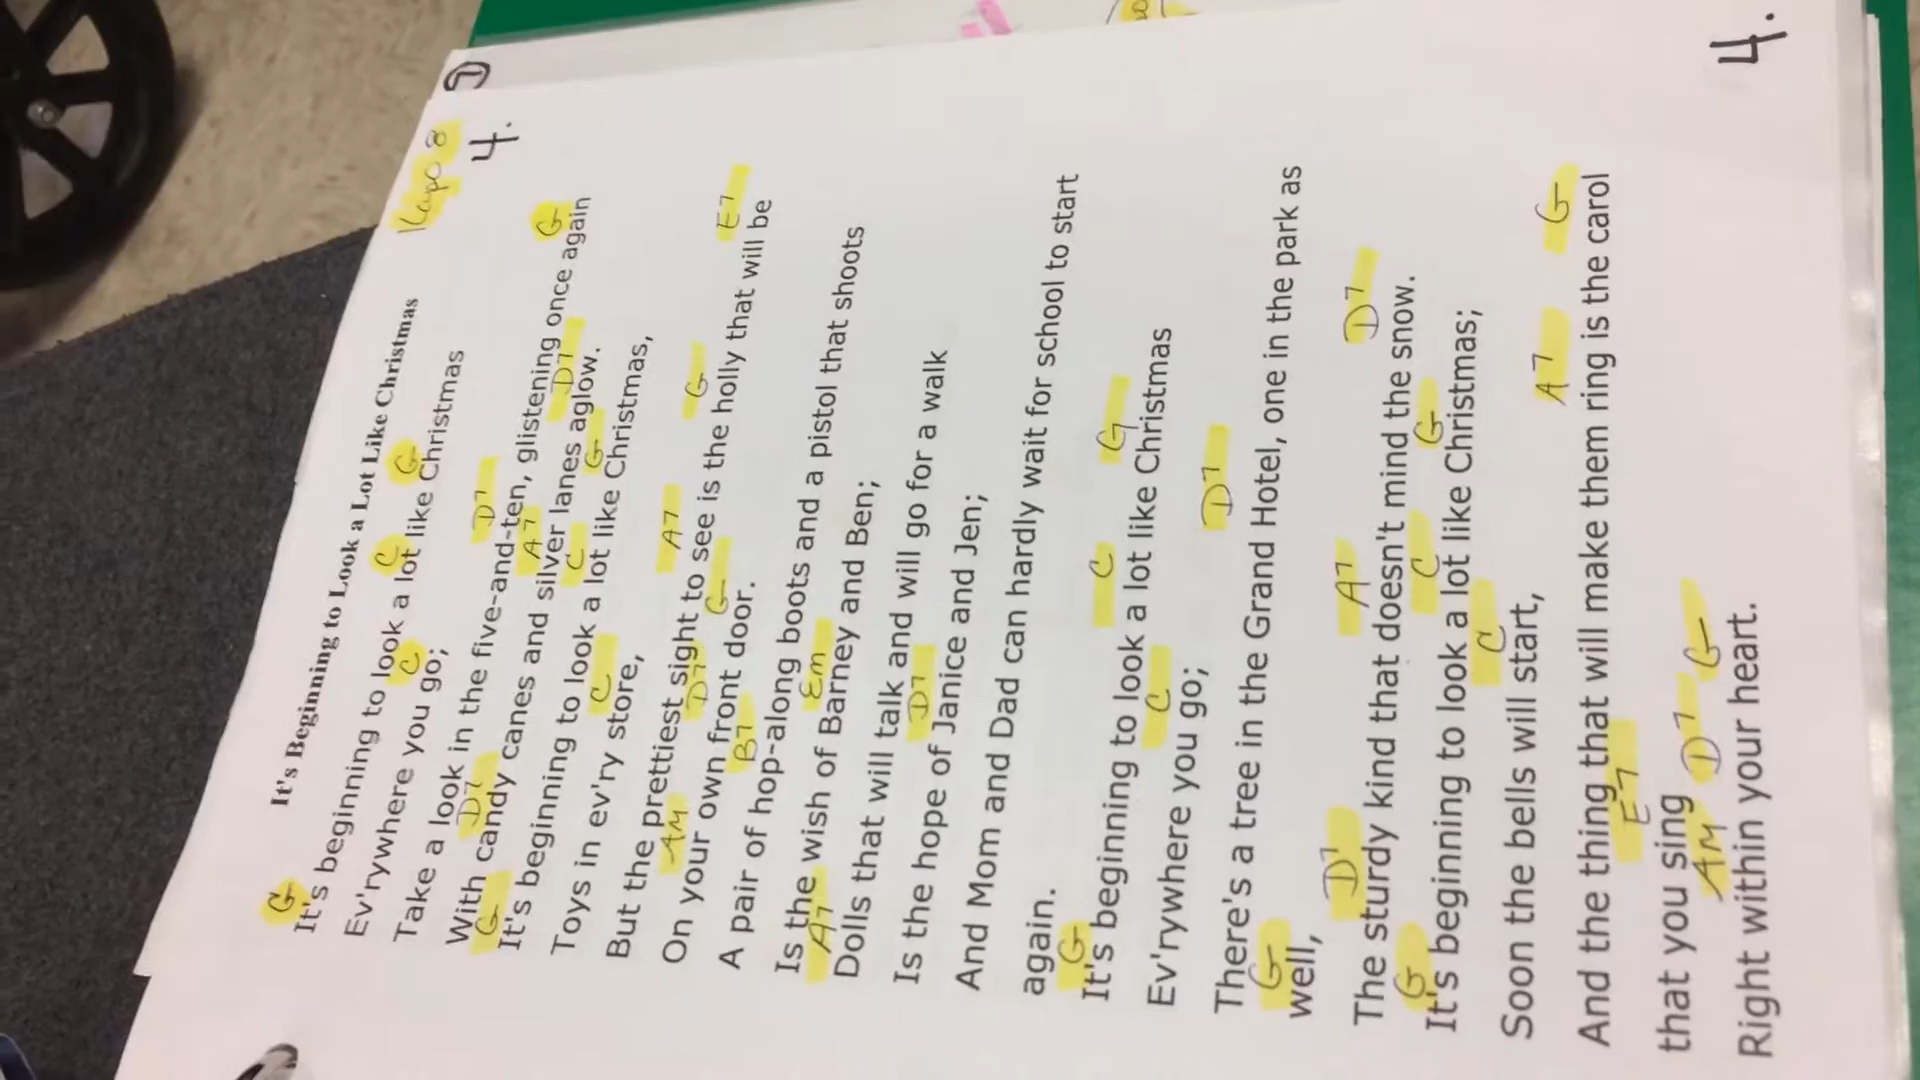 Kapo 8
4.
It's Beginning to Look a Lot Like Christmas
G C G
It's beginning to look a lot like Christmas
C
Ev'rywhere you go;
D7
Take a look in the five-and-ten, glistening once again
G
D7 A7 D7
With candy canes and silver lanes aglow.
G C G
It's beginning to look a lot like Christmas,
C
Toys in ev'ry store,
A7 G E7
But the prettiest sight to see is the holly that will be
AM D7 G
On your own front door.
B7
A pair of hop-along boots and a pistol that shoots
Em
Is the wish of Barney and Ben;
A7
Dolls that will talk and will go for a walk
D7
Is the hope of Janice and Jen;
And Mom and Dad can hardly wait for school to start
again.
G C G
It's beginning to look a lot like Christmas
C
Ev'rywhere you go;
D7
There's a tree in the Grand Hotel, one in the park as
G
well,
D7 A7 D7
The sturdy kind that doesn't mind the snow.
G C G
It's beginning to look a lot like Christmas;
C
Soon the bells will start,
A7 G
And the thing that will make them ring is the carol
E7
that you sing
AM D7 G
Right within your heart.
4.